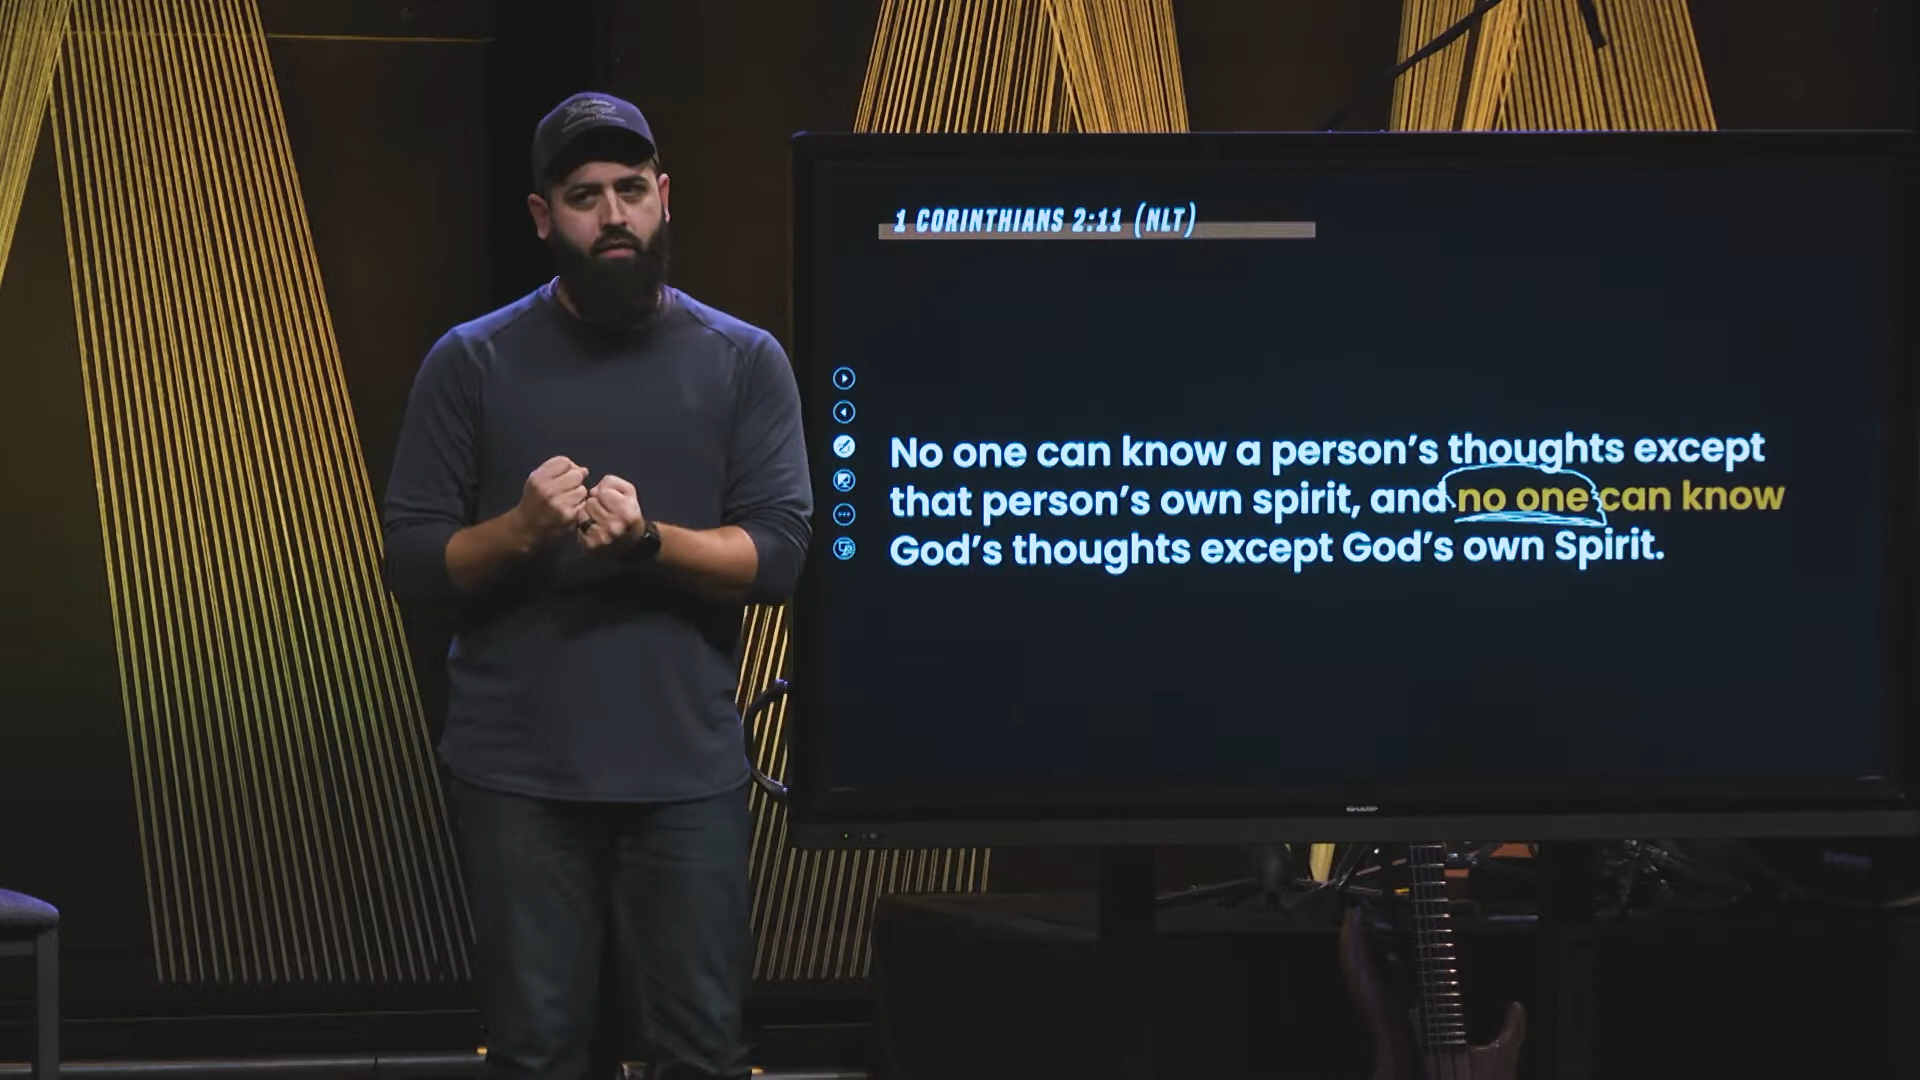 1 CORINTHIANS 2:11 (NLT)
No one can know a person's thoughts except
that person's own spirit, and no one can know
God's thoughts except God's own Spirit.
SHARP